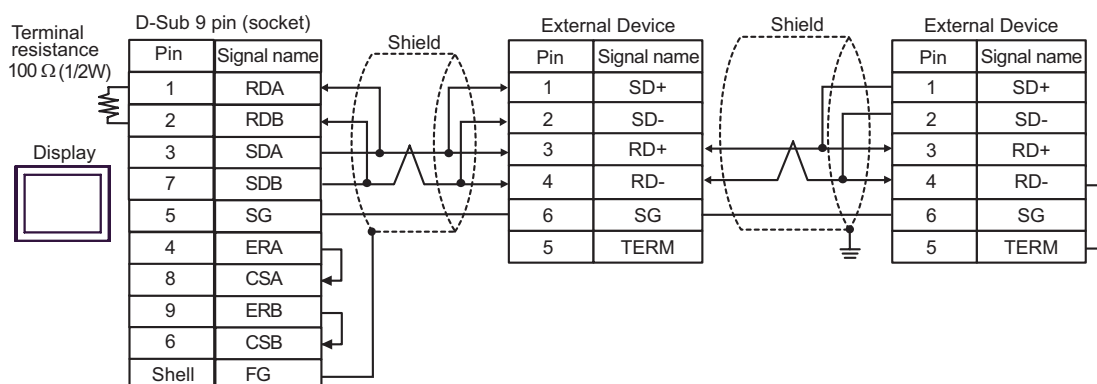 D-Sub 9 pin (socket)
Terminal
resistance
100 Ω (1/2W)
Display
Pin Signal name
1 RDA
2 RDB
3 SDA
7 SDB
5 SG
4 ERA
8 CSA
9 ERB
6 CSB
Shell FG
Shield
External Device
Pin Signal name
1 SD+
2 SD-
3 RD+
4 RD-
6 SG
5 TERM
Shield
External Device
Pin Signal name
1 SD+
2 SD-
3 RD+
4 RD-
6 SG
5 TERM